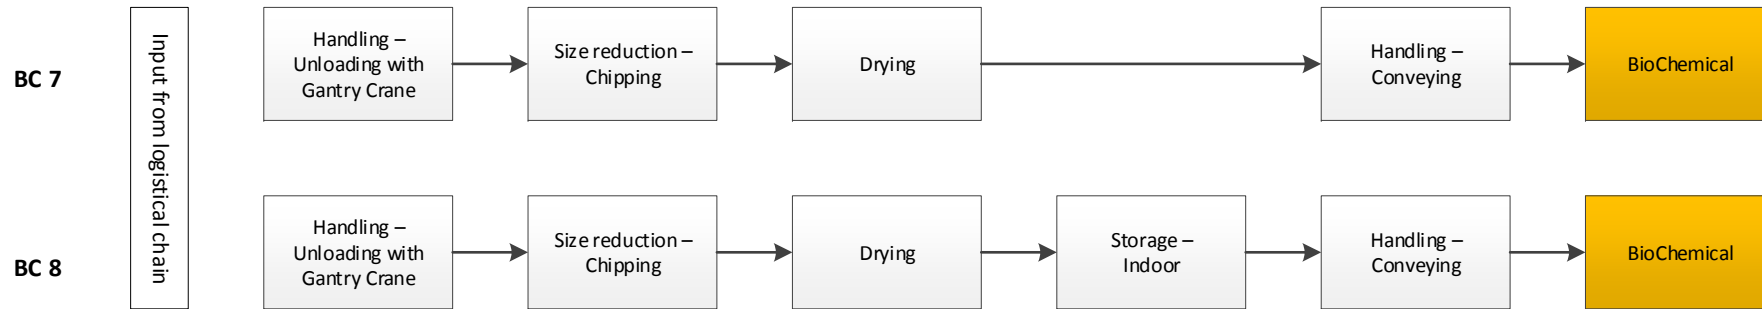 BC 7
Input from logistical chain
Handling –
Unloading with
Gantry Crane
Size reduction –
Chipping
Drying
Handling –
Conveying
BioChemical
BC 8
Handling –
Unloading with
Gantry Crane
Size reduction –
Chipping
Drying
Storage –
Indoor
Handling –
Conveying
BioChemical